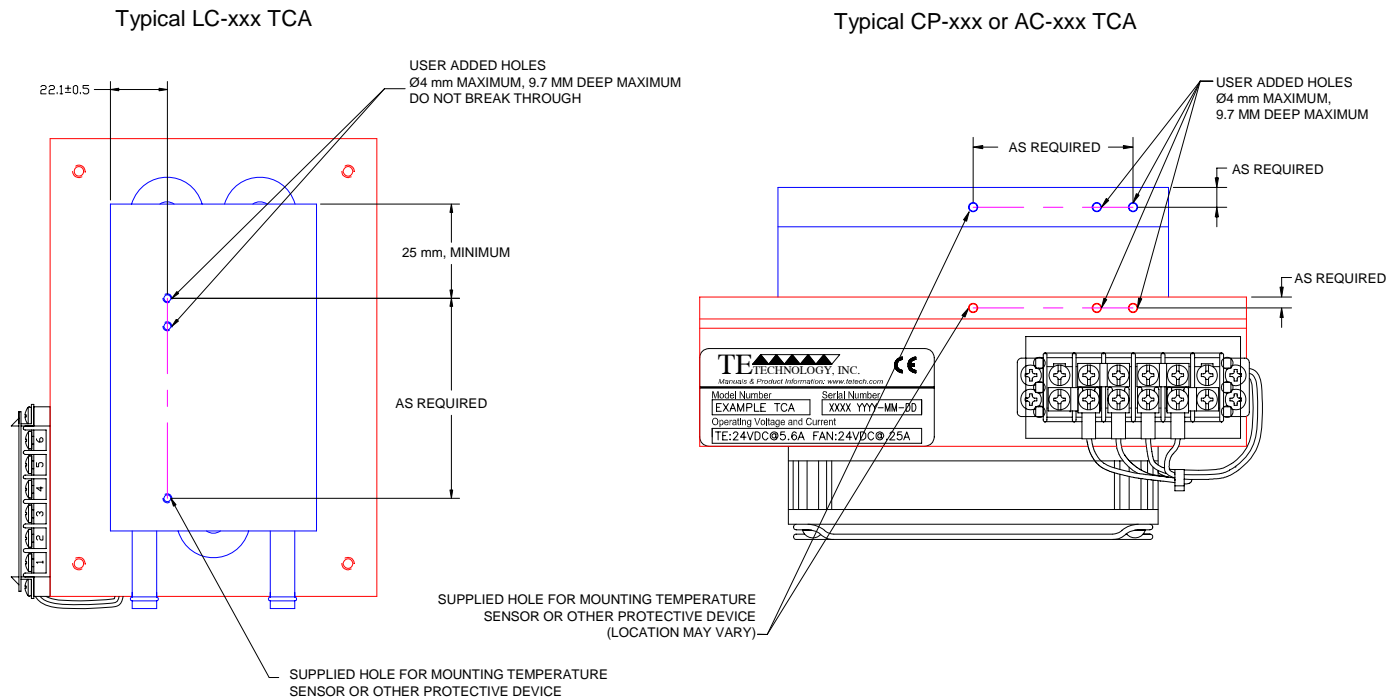 Typical LC-xxx TCA
USER ADDED HOLES
Ø4 mm MAXIMUM, 9.7 MM DEEP MAXIMUM
DO NOT BREAK THROUGH
22.1±0.5
25 mm, MINIMUM
AS REQUIRED
6
5
4
3
2
1
SUPPLIED HOLE FOR MOUNTING TEMPERATURE
SENSOR OR OTHER PROTECTIVE DEVICE
Typical CP-xxx or AC-xxx TCA
USER ADDED HOLES
Ø4 mm MAXIMUM,
9.7 MM DEEP MAXIMUM
AS REQUIRED
AS REQUIRED
AS REQUIRED
TE TECHNOLOGY, INC.
CE
Manuals & Product Information: www.tetech.com
Model Number Serial Number
EXAMPLE TCA XXXX YYY-MM-DD
Operating Voltage and Current
TE:24VDC@5.6A FAN:24VDC@.25A
SUPPLIED HOLE FOR MOUNTING TEMPERATURE
SENSOR OR OTHER PROTECTIVE DEVICE
(LOCATION MAY VARY)